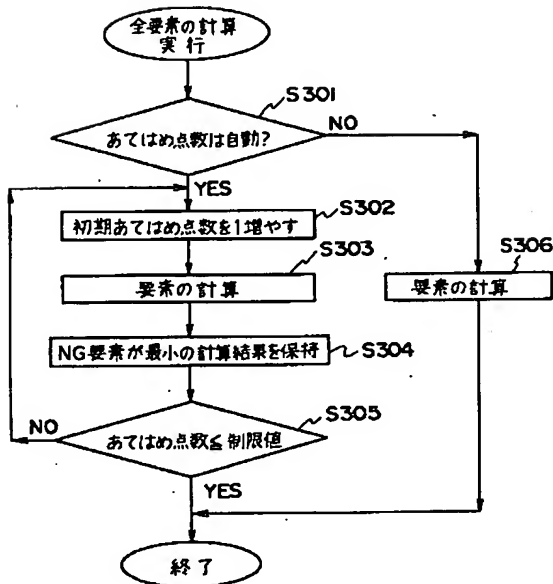 全要素の計算
実行
S301
あてはめ点数は自動?
NO
YES
S302
初期あてはめ点数を1増やす
S303
要素の計算
S306
要素の計算
NG要素が最小の計算結果を保持
S304
S305
NO
あてはめ点数≦制限値
YES
終了